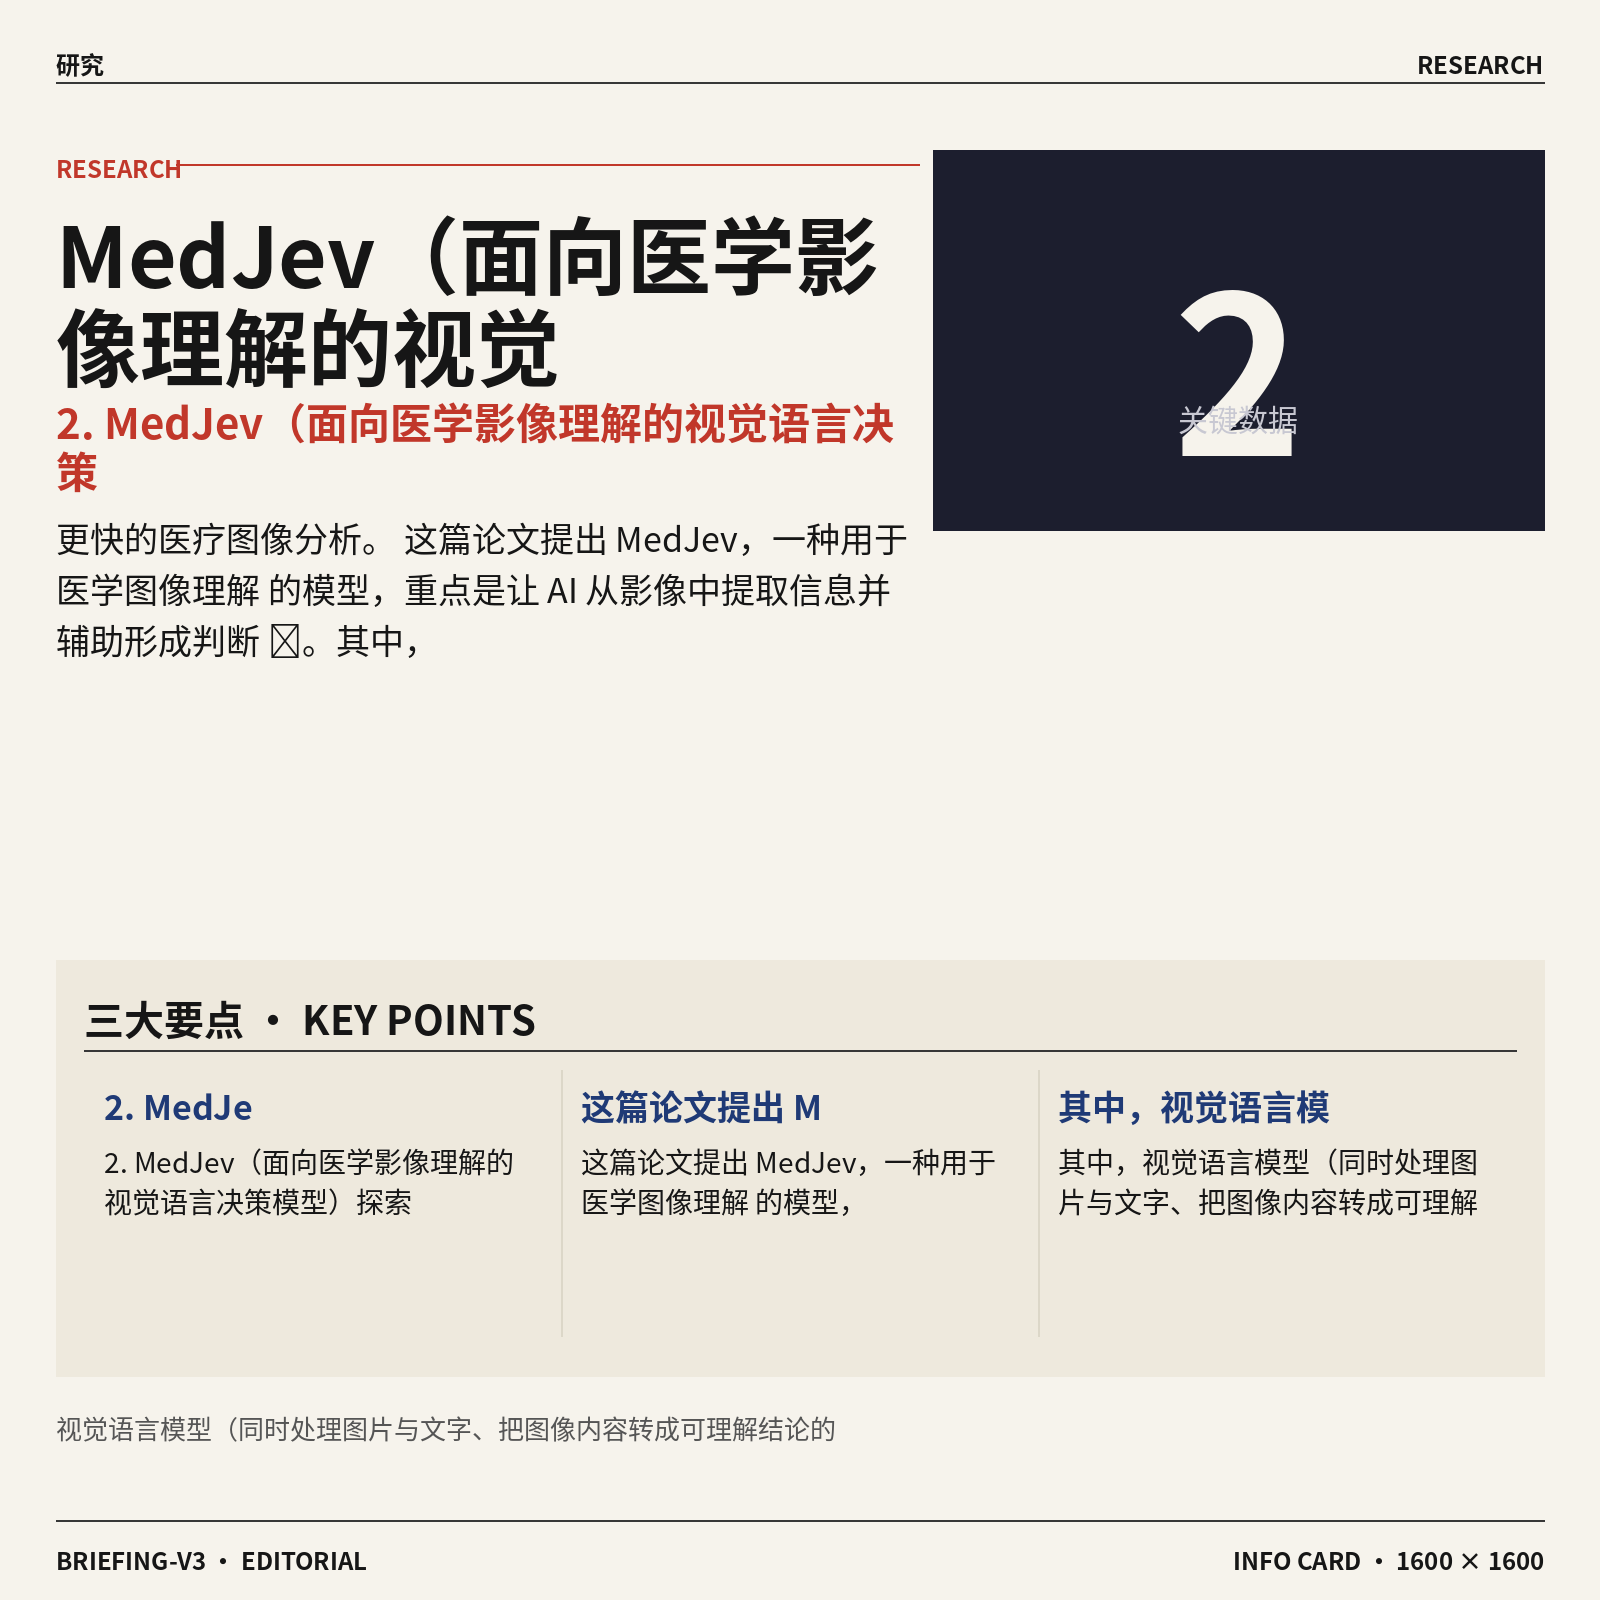 研究
RESEARCH
RESEARCH
MedJev（面向医学影
像理解的视觉
2. MedJev（面向医学影像理解的视觉语言决
策
更快的医疗图像分析。 这篇论文提出 MedJev，一种用于
医学图像理解 的模型，重点是让 AI 从影像中提取信息并
辅助形成判断 。其中，
2
关键数据
三大要点 · KEY POINTS
2. MedJe
2. MedJev（面向医学影像理解的
视觉语言决策模型）探索
这篇论文提出 M
这篇论文提出 MedJev，一种用于
医学图像理解 的模型，
其中，视觉语言模
其中，视觉语言模型（同时处理图
片与文字、把图像内容转成可理解
视觉语言模型（同时处理图片与文字、把图像内容转成可理解结论的
BRIEFING-V3 · EDITORIAL
INFO CARD · 1600 × 1600